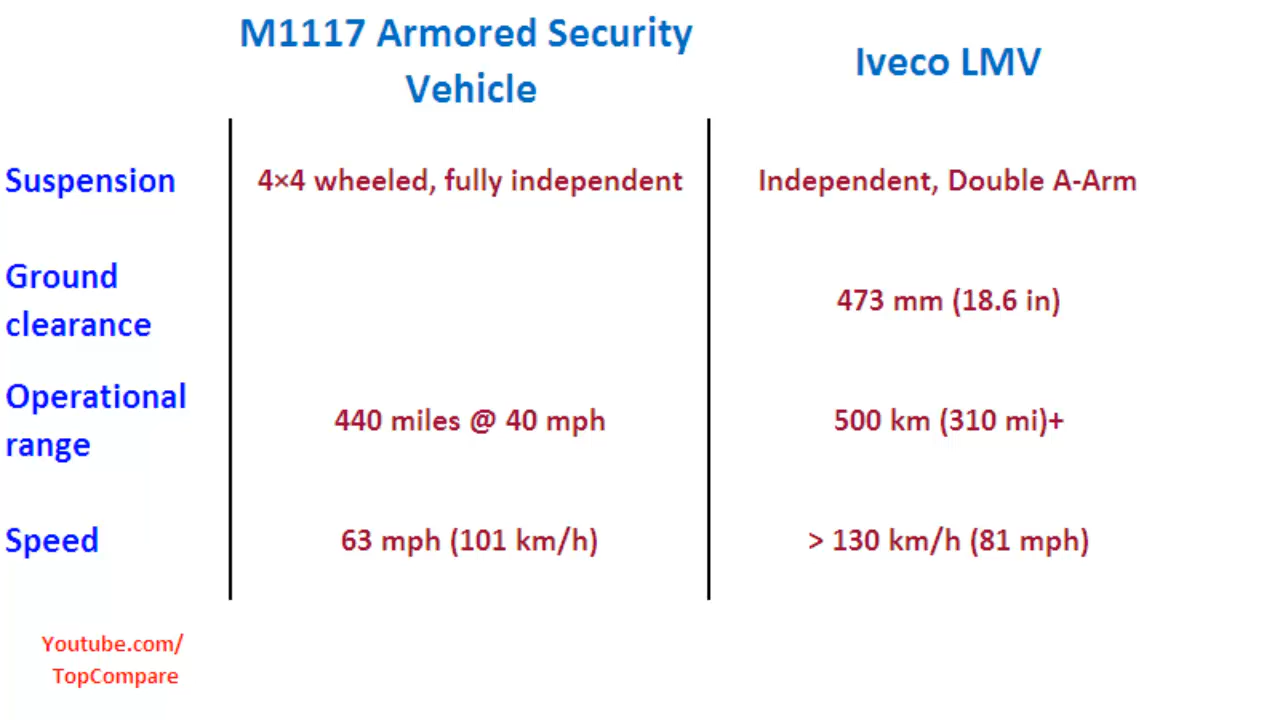 M1117 Armored Security
Vehicle
Iveco LMV
Suspension
4×4 wheeled, fully independent
Independent, Double A-Arm
Ground
clearance
473 mm (18.6 in)
Operational
range
440 miles @ 40 mph
500 km (310 mi)+
Speed
63 mph (101 km/h)
> 130 km/h (81 mph)
Youtube.com/
TopCompare